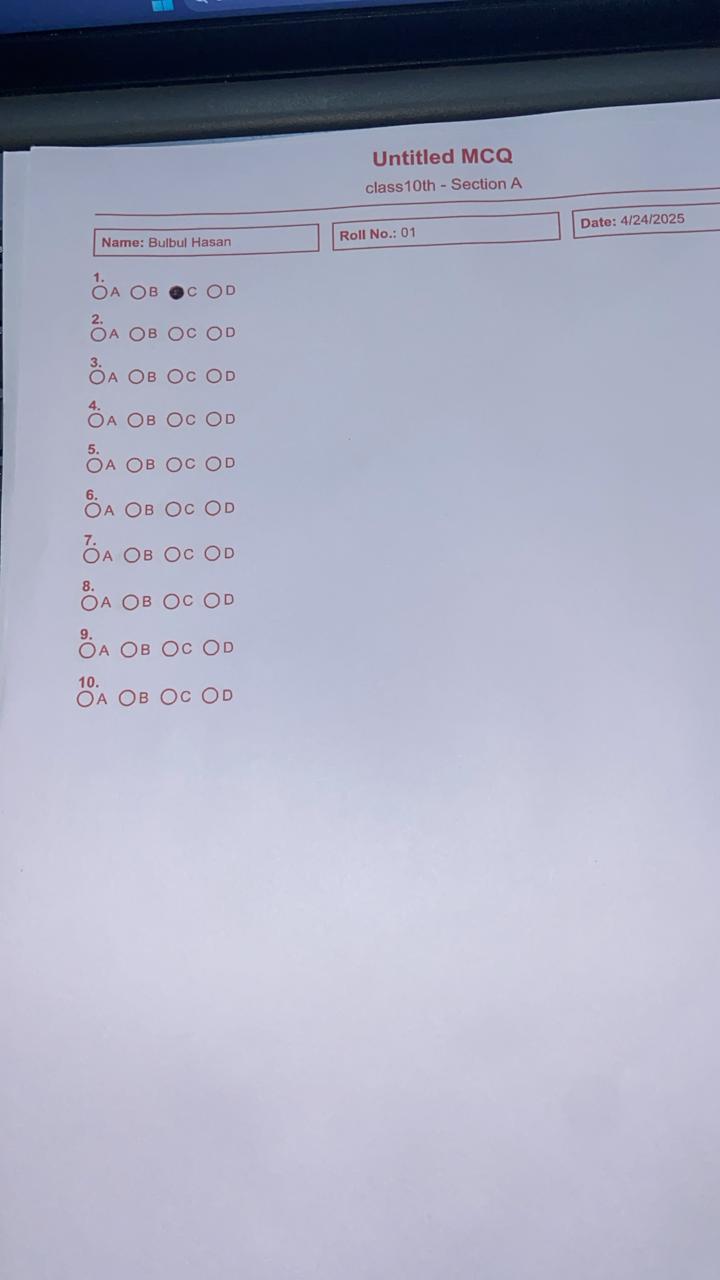 Untitled MCQ
class10th - Section A
Name: Bulbul Hasan Roll No.: 01 Date: 4/24/2025
1.
A B C D
2.
A B C D
3.
A B C D
4.
A B C D
5.
A B C D
6.
A B C D
7.
A B C D
8.
A B C D
9.
A B C D
10.
A B C D